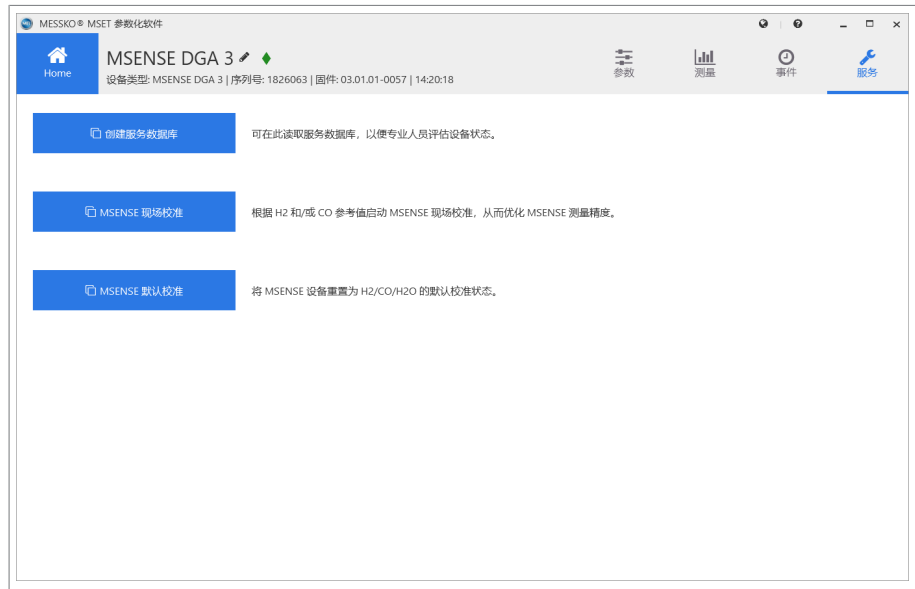 MESSKO® MSET 参数化软件
Home
MSENSE DGA 3
设备类型: MSENSE DGA 3 | 序列号: 1826063 | 固件: 03.01.01-0057 | 14:20:18
参数
测量
事件
服务
创建服务数据库
可在此读取服务数据库，以便专业人员评估设备状态。
MSENSE 现场校准
根据 H2 和/或 CO 参考值启动 MSENSE 现场校准，从而优化 MSENSE 测量精度。
MSENSE 默认校准
将 MSENSE 设备重置为 H2/CO/H2O 的默认校准状态。